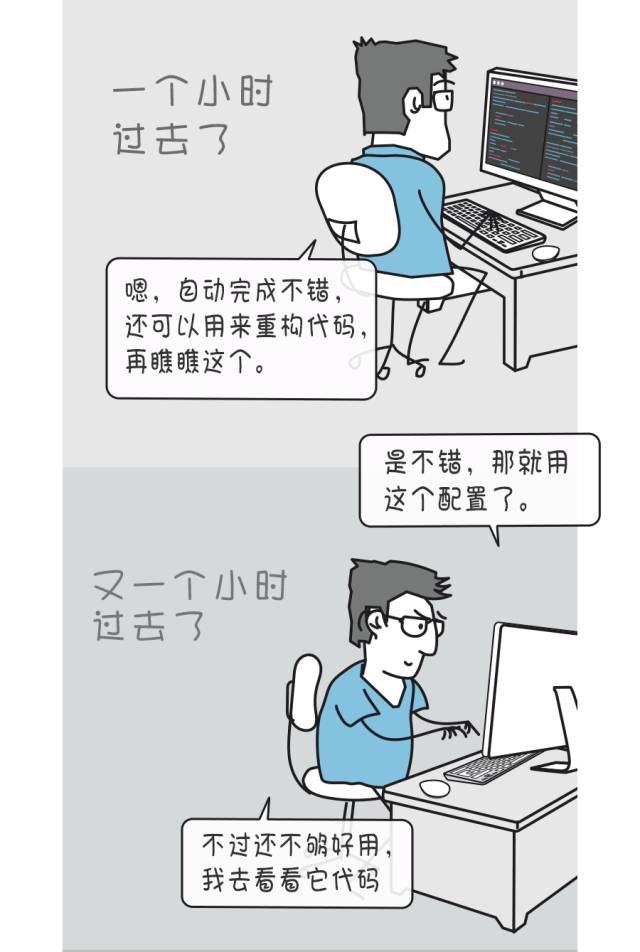 一个小时
过去了
嗯，自动完成不错，
还可以用来重构代码，
再瞧瞧这个。
是不错，那就用
这个配置了。
又一个小时
过去了
不过还不够好用，
我去看看它代码